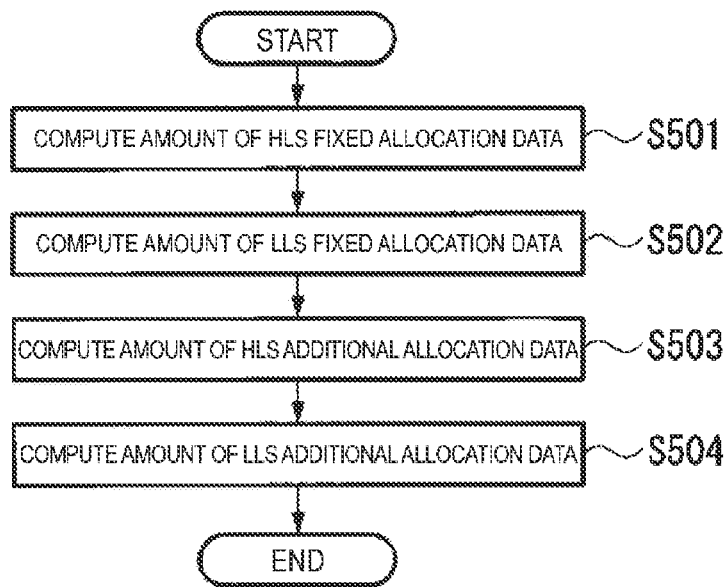 START
COMPUTE AMOUNT OF HLS FIXED ALLOCATION DATA S501
COMPUTE AMOUNT OF LLS FIXED ALLOCATION DATA S502
COMPUTE AMOUNT OF HLS ADDITIONAL ALLOCATION DATA S503
COMPUTE AMOUNT OF LLS ADDITIONAL ALLOCATION DATA S504
END